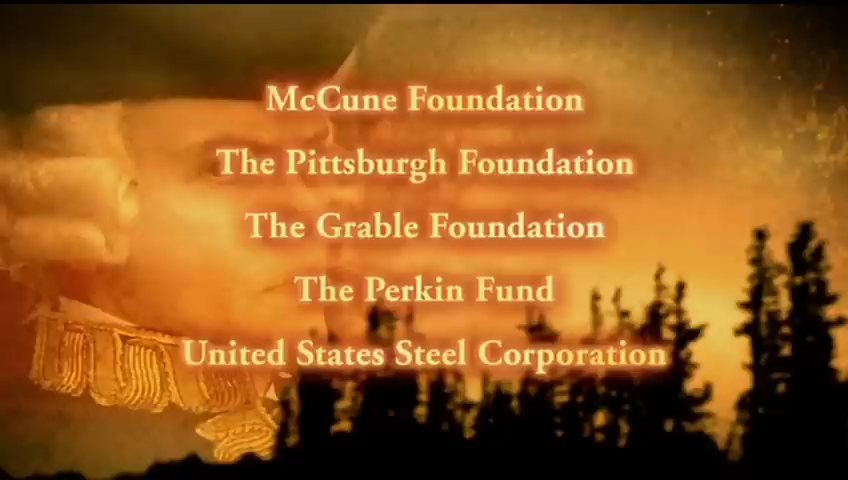 McCune Foundation
The Pittsburgh Foundation
The Grable Foundation
The Perkin Fund
United States Steel Corporation